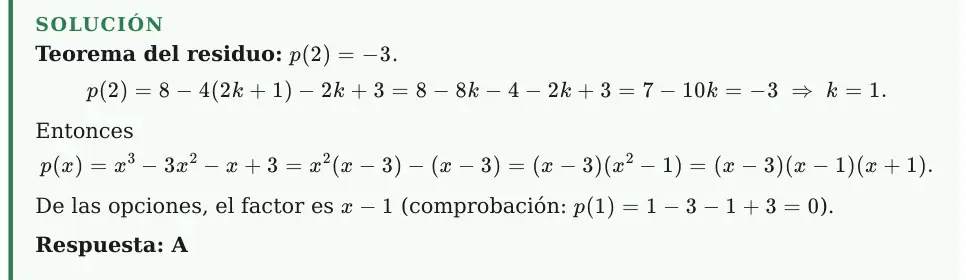 SOLUCIÓN
Teorema del residuo: p(2) = −3.
p(2) = 8 − 4(2k + 1) − 2k + 3 = 8 − 8k − 4 − 2k + 3 = 7 − 10k = −3 ⇒ k = 1.
Entonces
p(x) = x³ − 3x² − x + 3 = x²(x − 3) − (x − 3) = (x − 3)(x² − 1) = (x − 3)(x − 1)(x + 1).
De las opciones, el factor es x − 1 (comprobación: p(1) = 1 − 3 − 1 + 3 = 0).
Respuesta: A